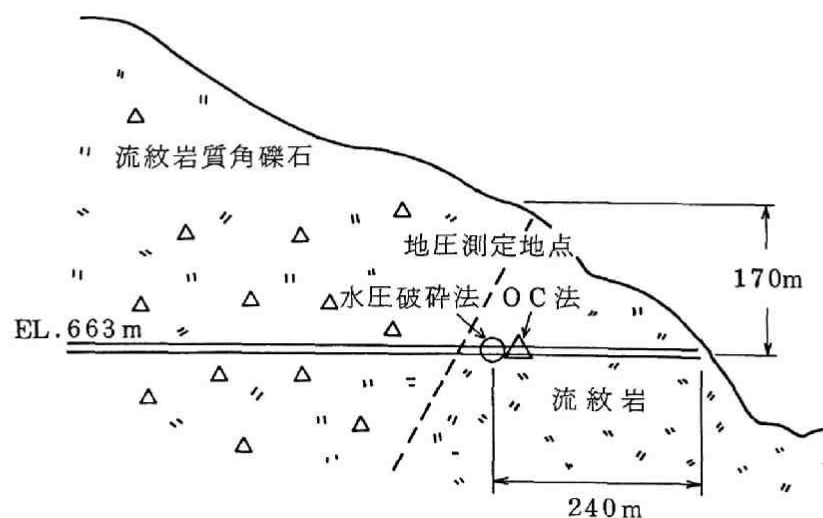 流紋岩質角礫石
地圧測定地点
水圧破砕法 OC法
170m
EL.663m
流紋岩
240m